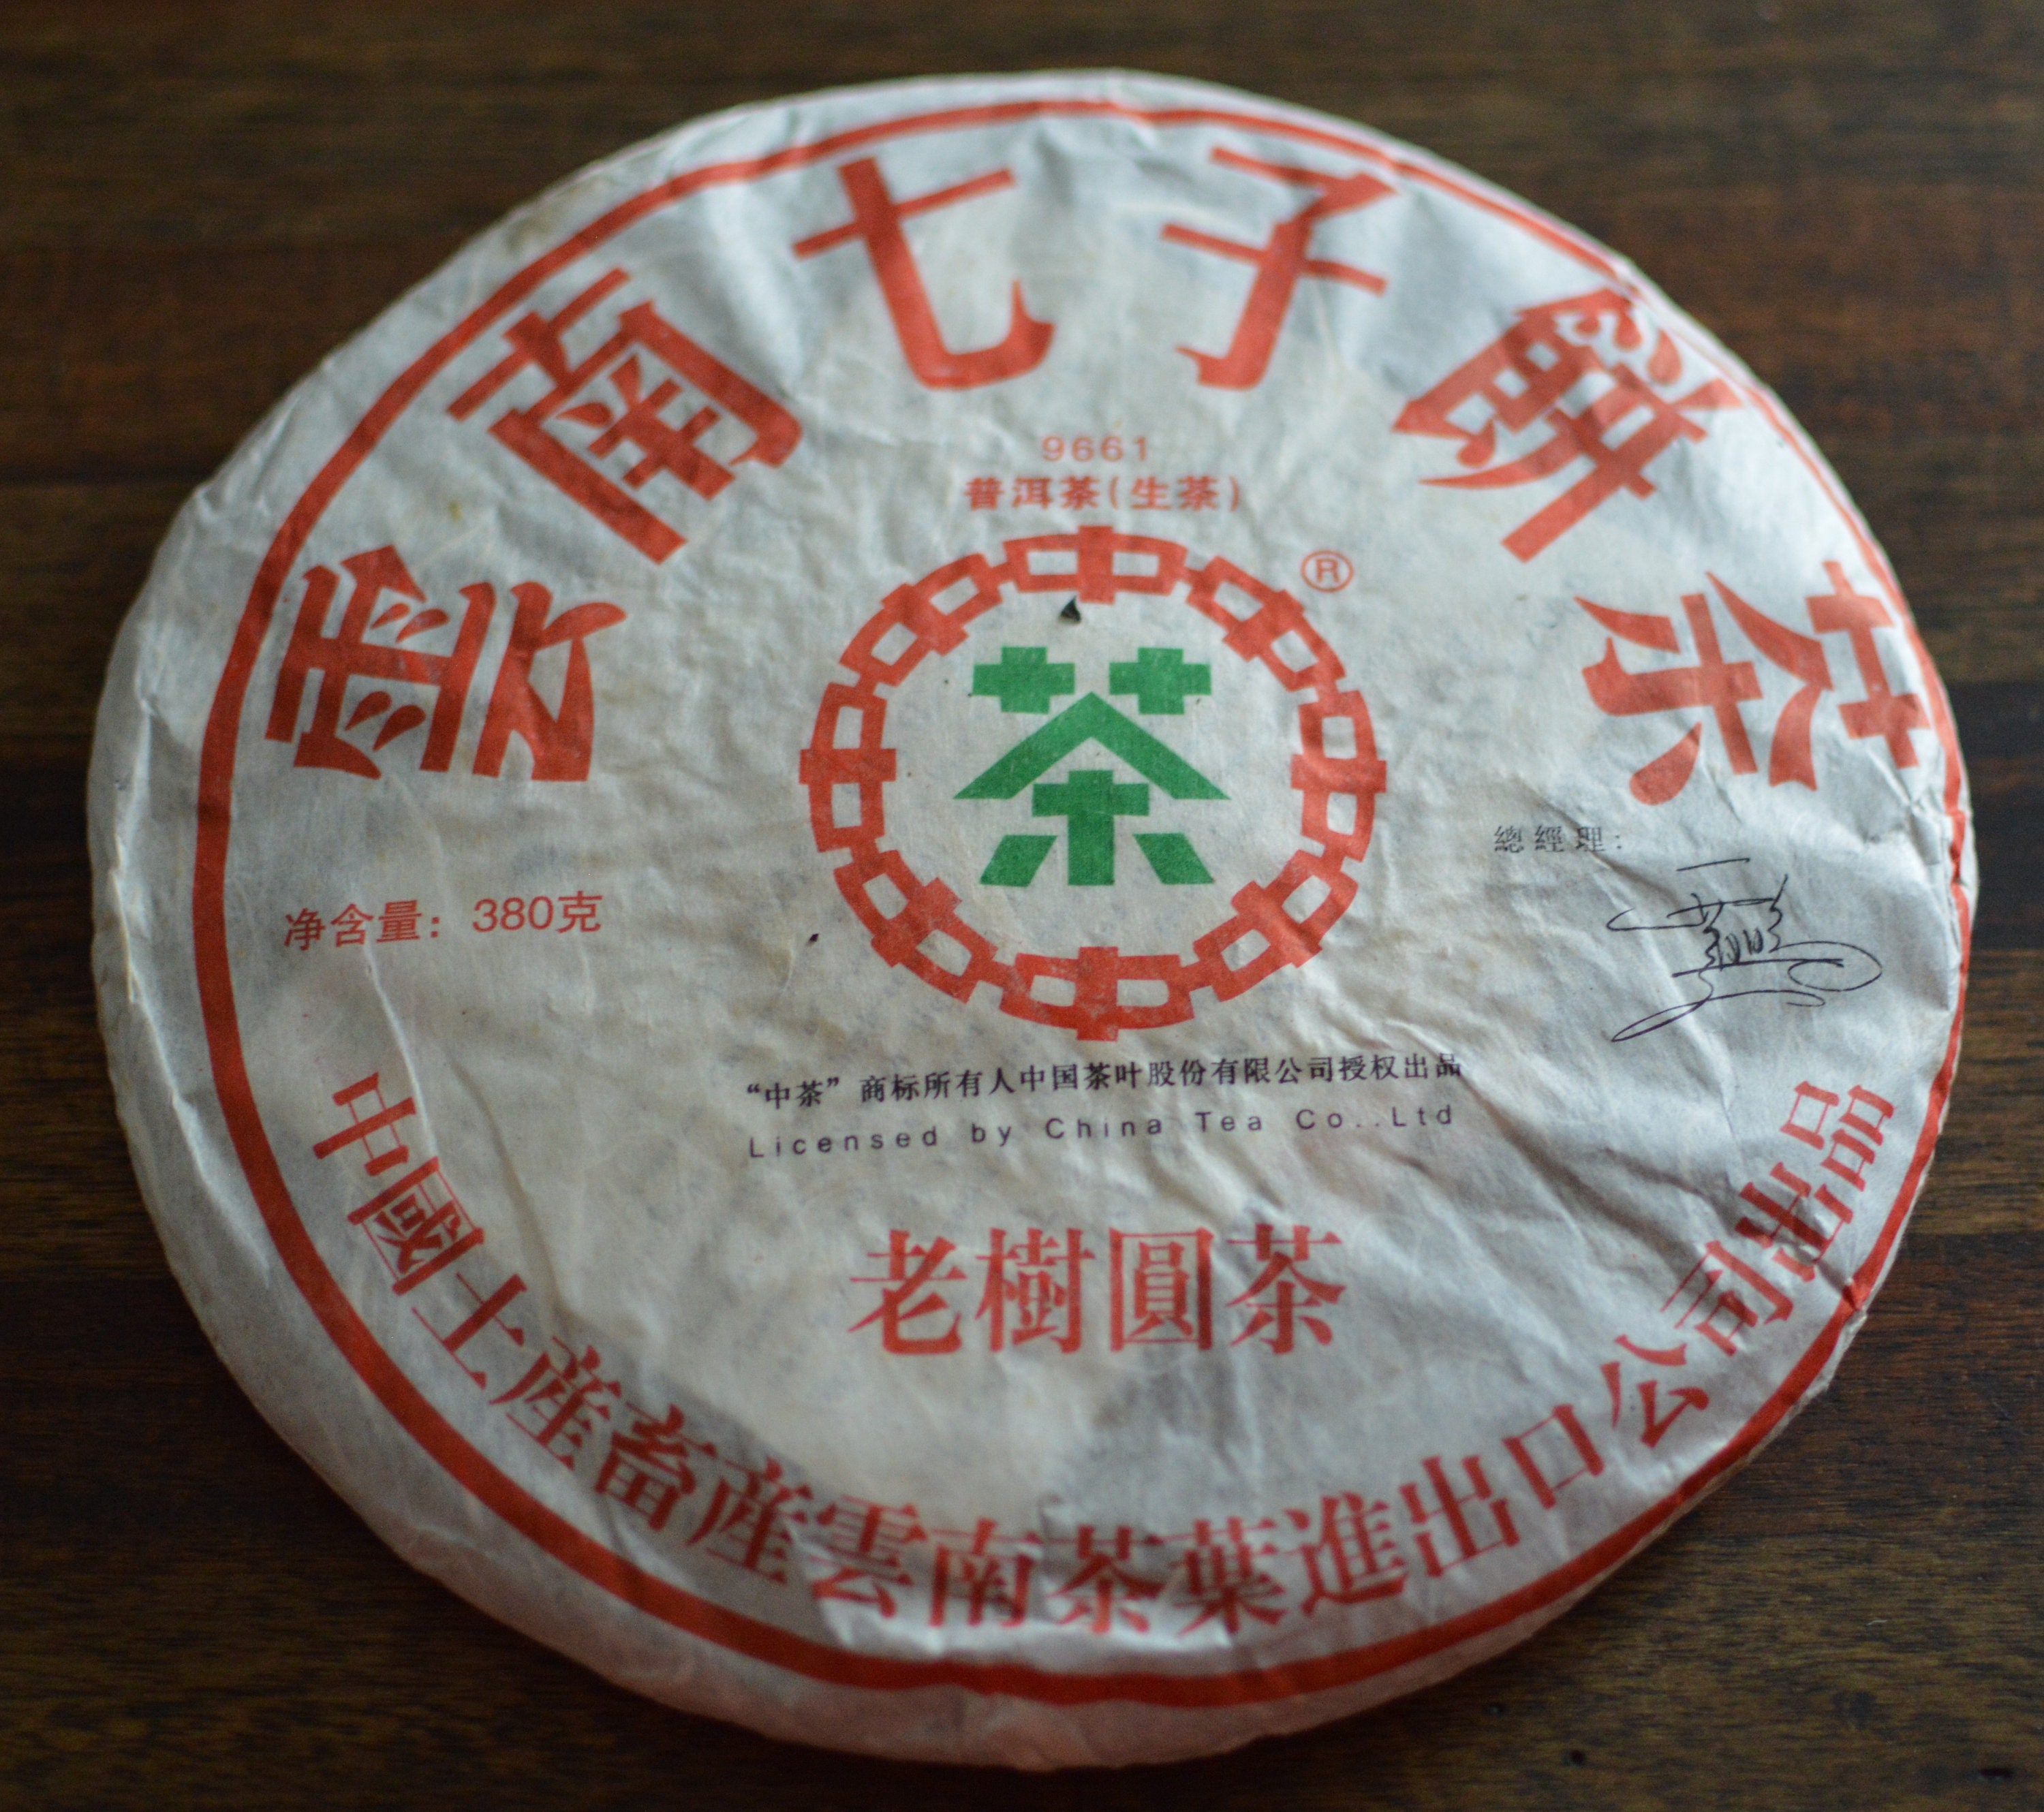 雲南七子餅茶
9661
普洱茶(生茶)
®
茶
總經理:
净含量: 380克
“中茶” 商标所有人中国茶叶股份有限公司授权出品
Licensed by China Tea Co..Ltd
老樹圓茶
中國土産畜産雲南茶葉進出口公司出品